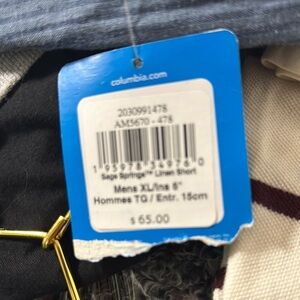 columbia.com
2030991478
AM5670 - 478
1 95978 34976 0
Sage Springs™ Linen Short
Mens XL/Ins 6"
Hommes TG / Entr. 15cm
$ 65.00